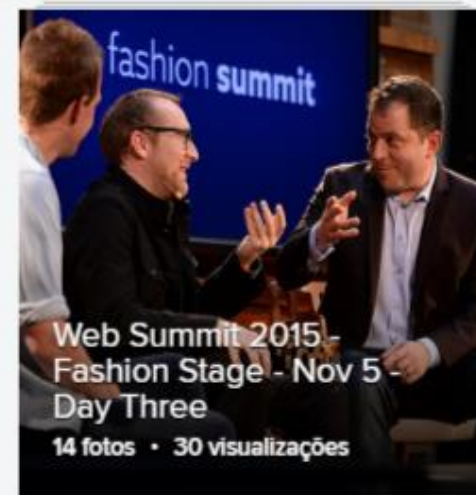 fashion summit
Web Summit 2015 -
Fashion Stage - Nov 5 -
Day Three
14 fotos • 30 visualizações